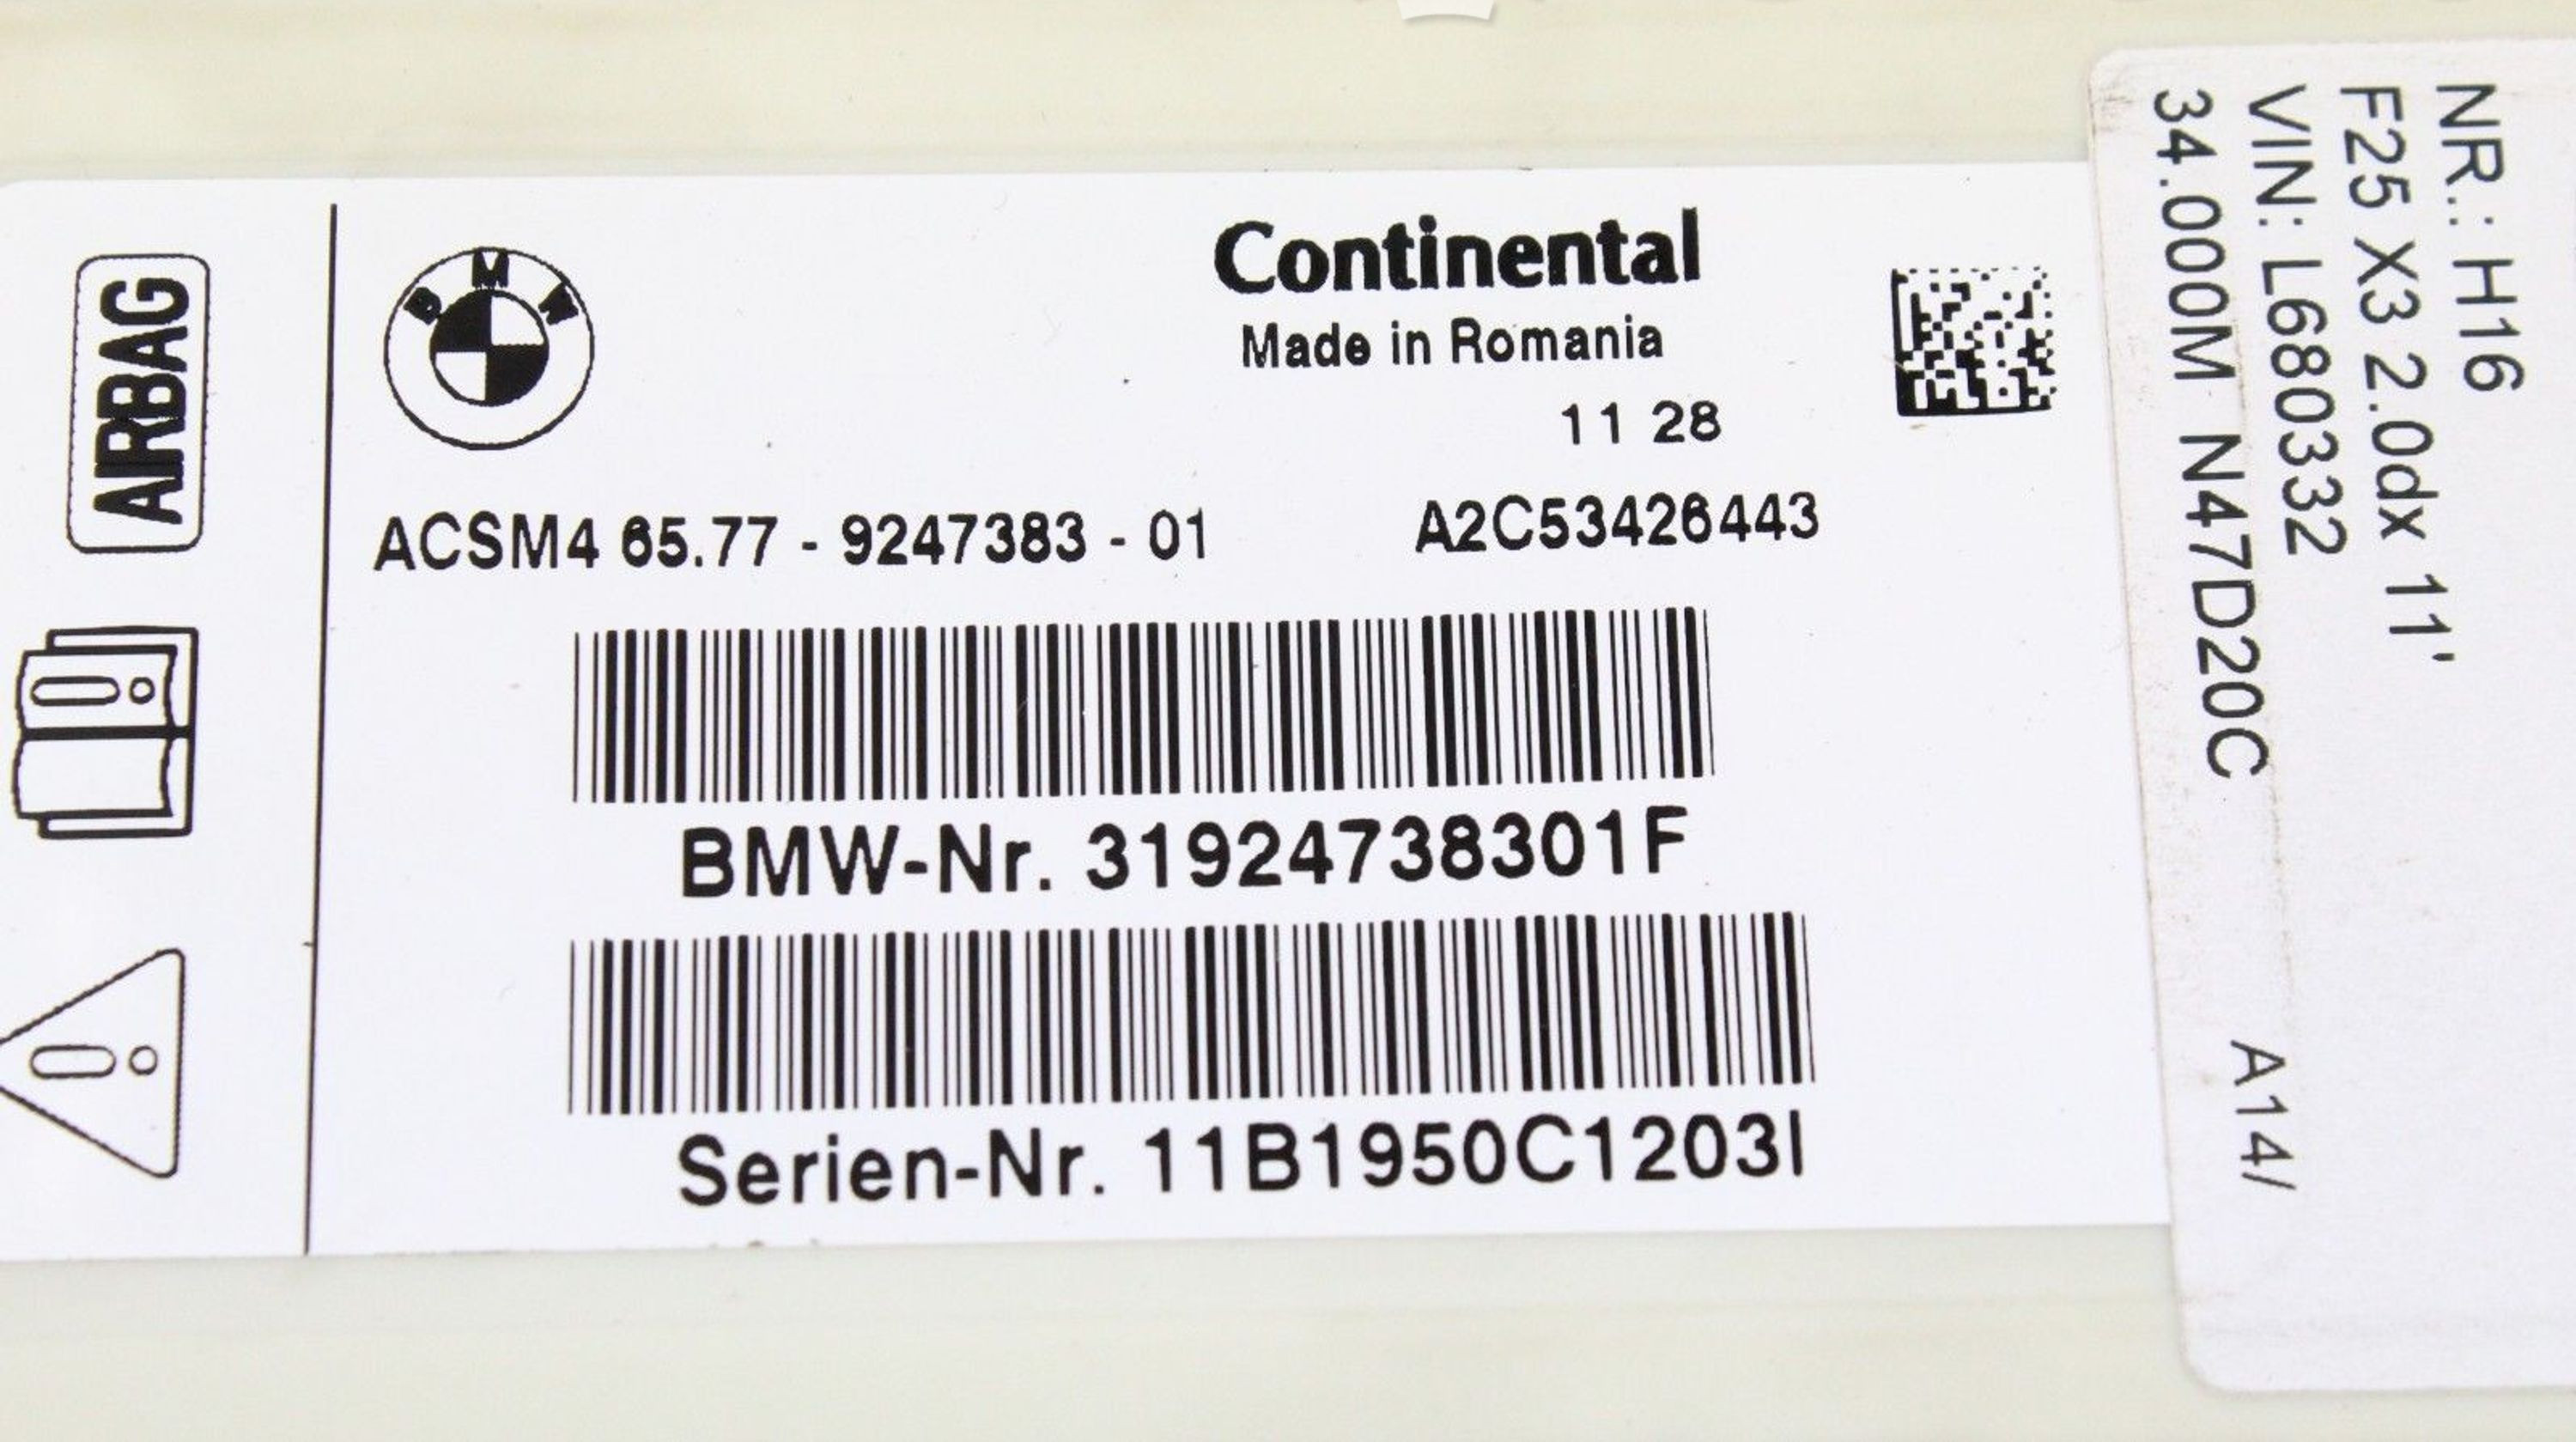 AIRBAG
BMW
Continental
Made in Romania
11 28
ACSM4 65.77 - 9247383 - 01 A2C53426443
BMW-Nr. 31924738301F
Serien-Nr. 11B1950C1203I
NR.: H16
F25 X3 2.0dx 11'
VIN: L680332
34.000M N47D20C A14/